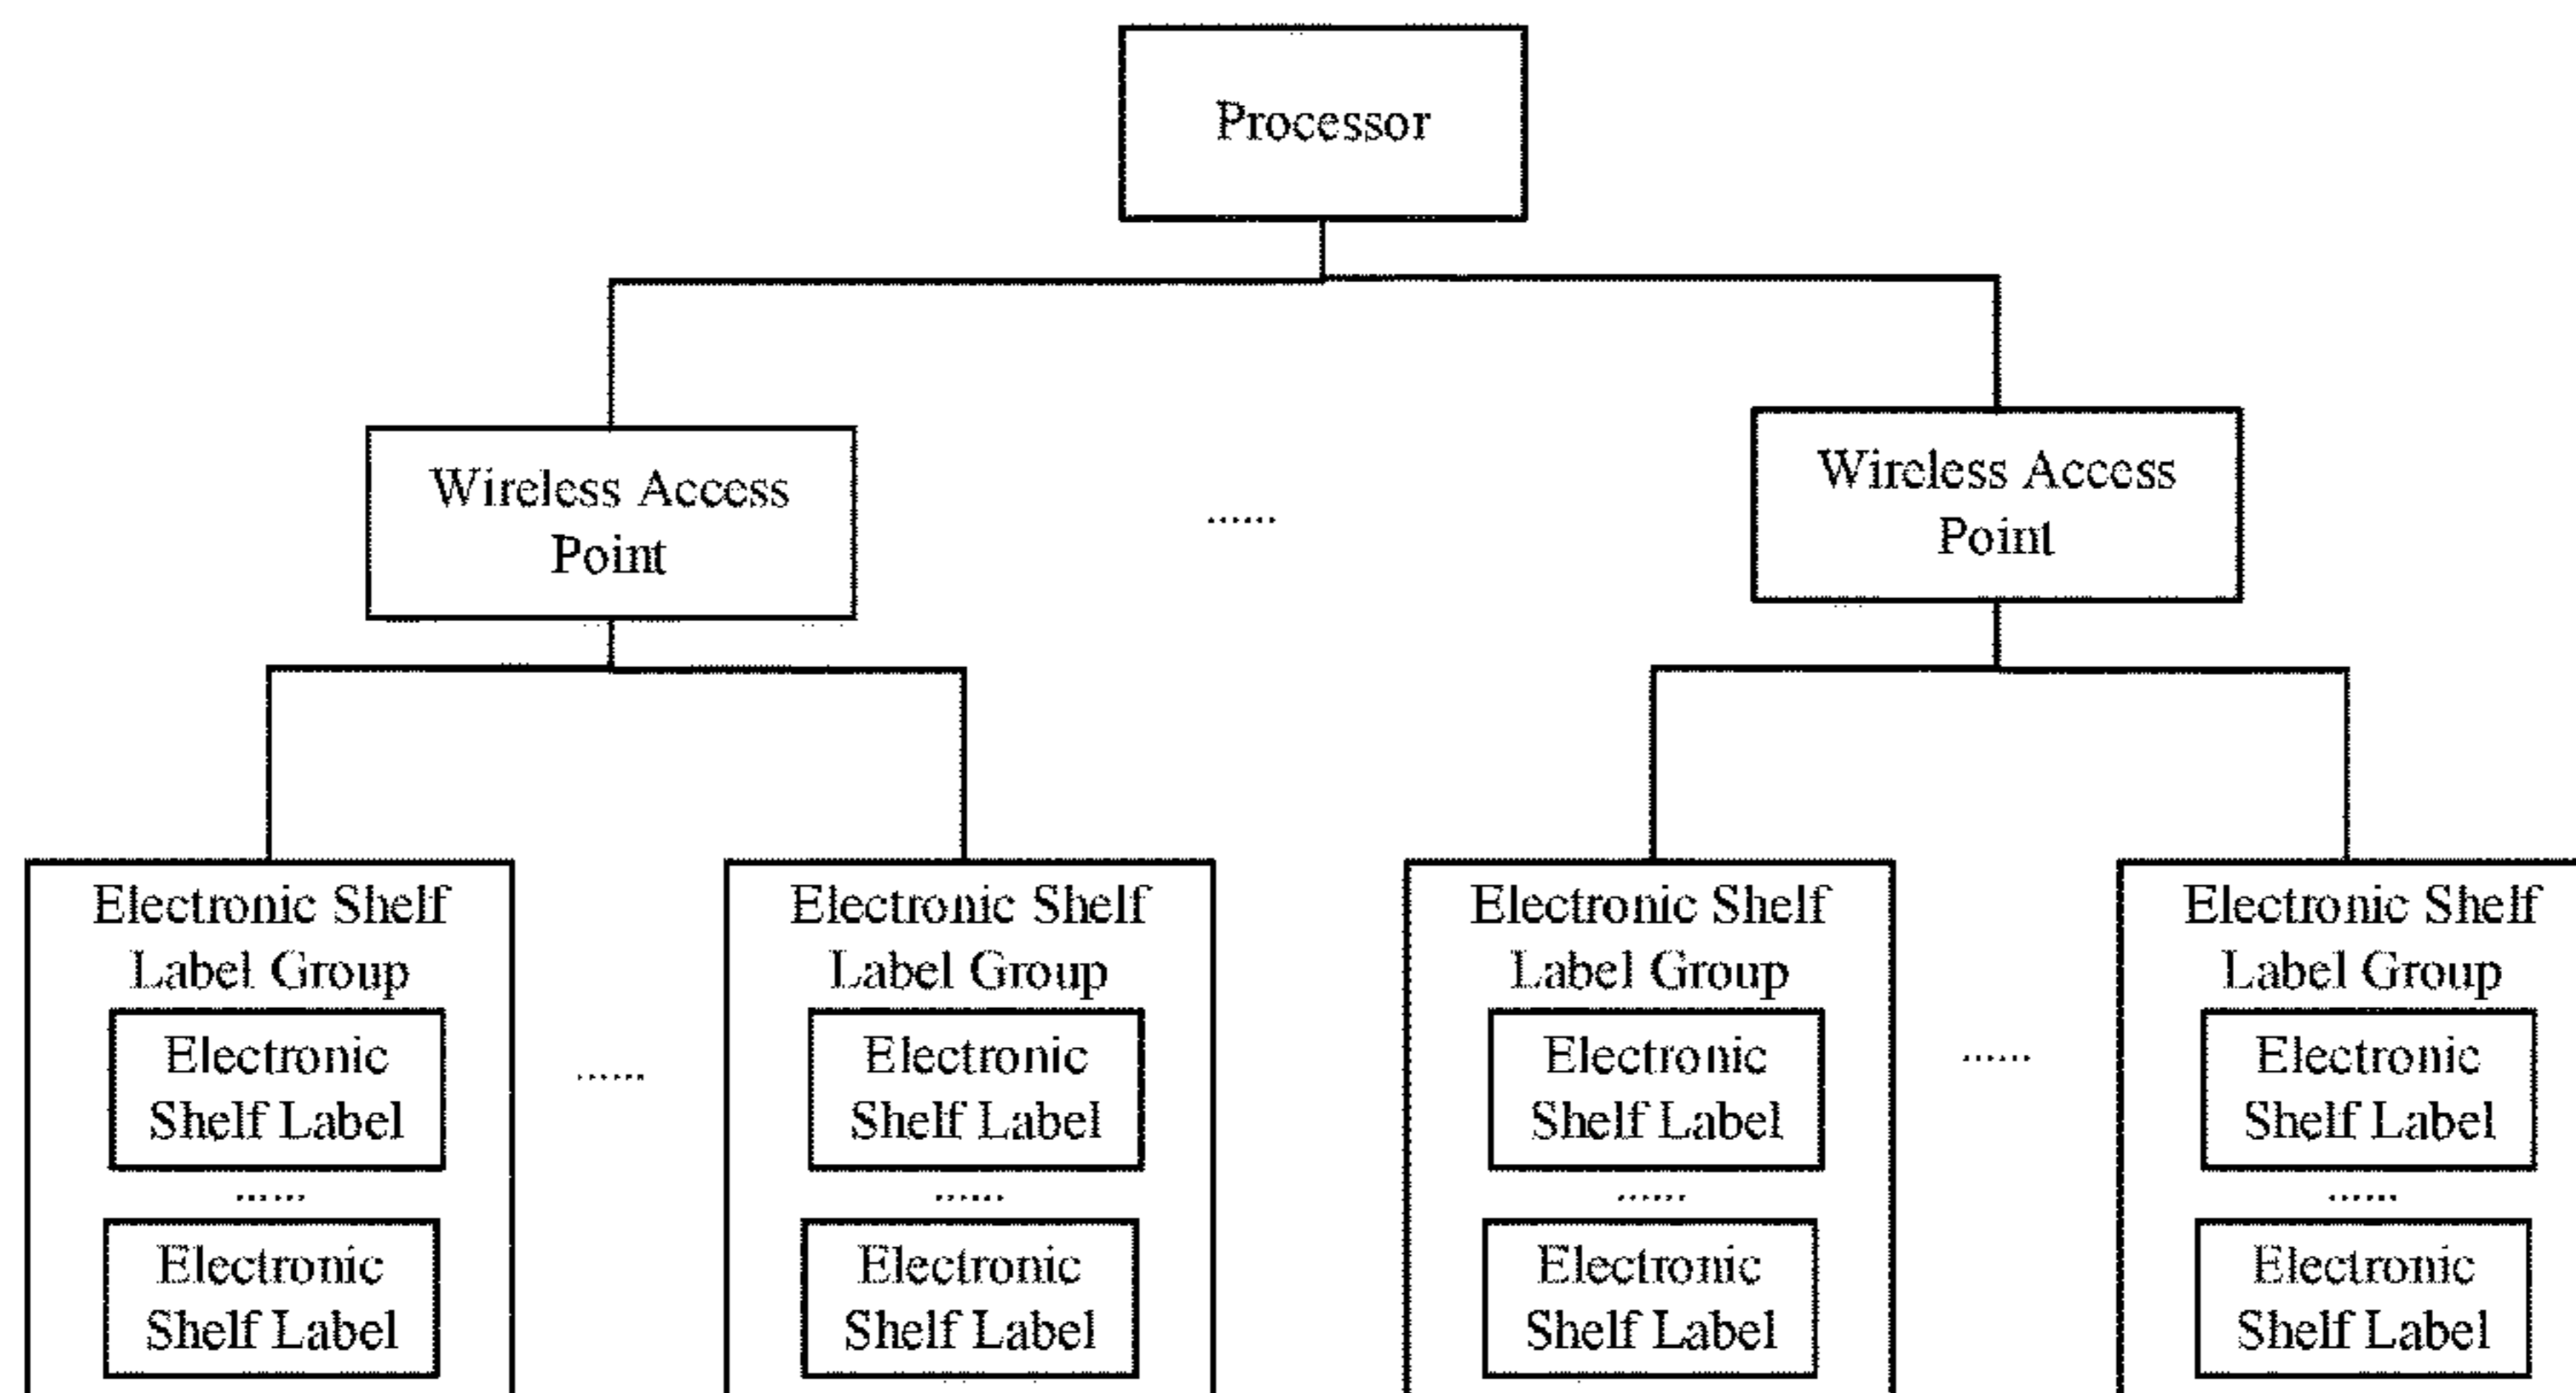 Processor
Wireless Access
Point
......
Wireless Access
Point
Electronic Shelf
Label Group
Electronic
Shelf Label
......
Electronic
Shelf Label
......
Electronic Shelf
Label Group
Electronic
Shelf Label
......
Electronic
Shelf Label
Electronic Shelf
Label Group
Electronic
Shelf Label
......
Electronic
Shelf Label
......
Electronic Shelf
Label Group
Electronic
Shelf Label
......
Electronic
Shelf Label